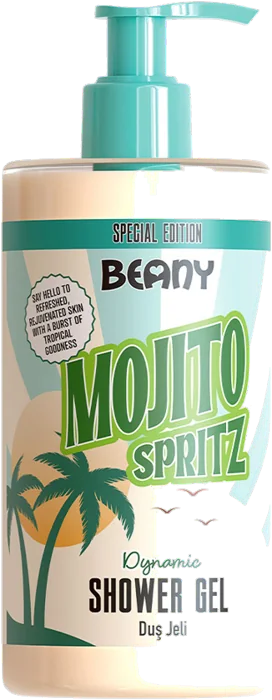 SPECIAL EDITION
BEANY
SAY HELLO TO
REFRESHED,
REJUVENATED SKIN
WITH A BURST OF
TROPICAL
GOODNESS
MOJITO
SPRITZ
Dynamic
SHOWER GEL
Duş Jeli